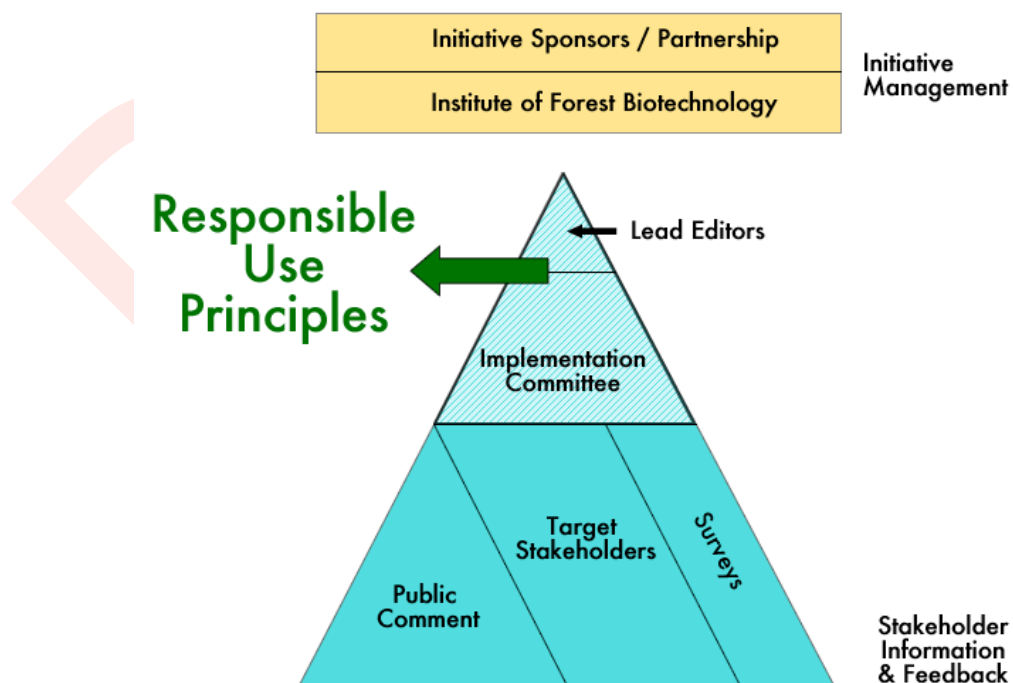 Initiative Sponsors / Partnership
Institute of Forest Biotechnology
Initiative
Management
Responsible
Use
Principles
Lead Editors
Implementation
Committee
Target
Stakeholders
Surveys
Public
Comment
Stakeholder
Information
& Feedback